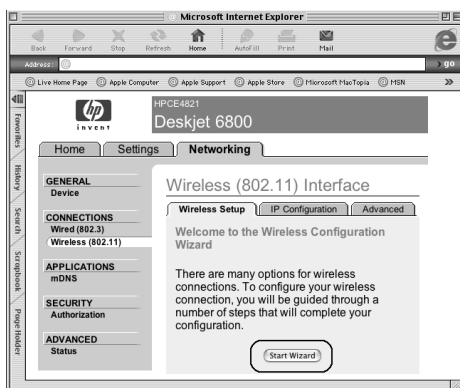 Microsoft Internet Explorer
Back Forward Stop Refresh Home AutoFill Print Mail
Address: go
Live Home Page Apple Computer Apple Support Apple Store Microsoft MacTopia MSN
Favorites
History
Search
Scrapbook
Page Holder
hp
invent
HPCE4821
Deskjet 6800
Home Settings Networking
GENERAL
Device
CONNECTIONS
Wired (802.3)
Wireless (802.11)
APPLICATIONS
mDNS
SECURITY
Authorization
ADVANCED
Status
Wireless (802.11) Interface
Wireless Setup IP Configuration Advanced
Welcome to the Wireless Configuration
Wizard
There are many options for wireless
connections. To configure your wireless
connection, you will be guided through a
number of steps that will complete your
configuration.
Start Wizard